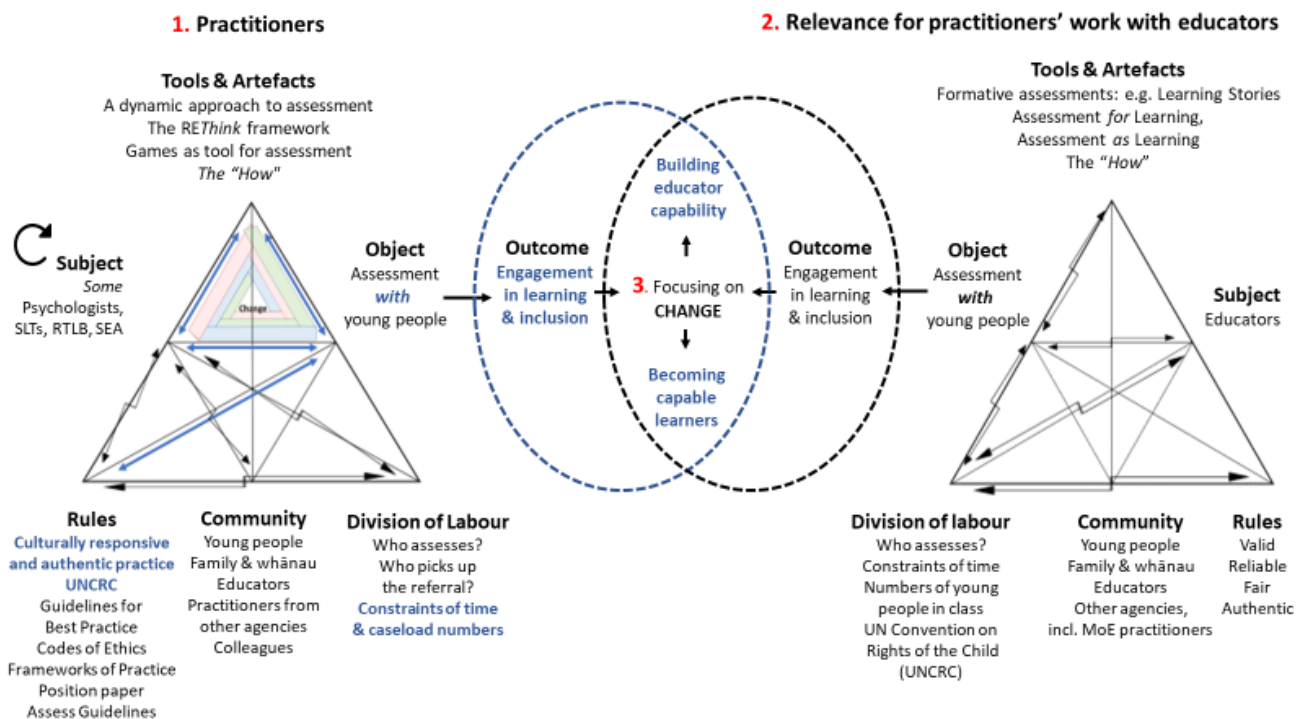 1. Practitioners
Tools & Artefacts
A dynamic approach to assessment
The REThink framework
Games as tool for assessment
The “How”
Subject
Some
Psychologists,
SLTs, RTLB, SEA
Change
Object
Assessment
with
young people
Outcome
Engagement
in learning
& inclusion
Rules
Culturally responsive
and authentic practice
UNCRC
Guidelines for
Best Practice
Codes of Ethics
Frameworks of Practice
Position paper
Assess Guidelines
Community
Young people
Family & whānau
Educators
Practitioners from
other agencies
Colleagues
Division of Labour
Who assesses?
Who picks up
the referral?
Constraints of time
& caseload numbers
Building
educator
capability
3. Focusing on
CHANGE
Becoming
capable
learners
2. Relevance for practitioners’ work with educators
Tools & Artefacts
Formative assessments: e.g. Learning Stories
Assessment for Learning,
Assessment as Learning
The “How”
Outcome
Engagement
in learning
& inclusion
Object
Assessment
with
young people
Subject
Educators
Division of labour
Who assesses?
Constraints of time
Numbers of young
people in class
UN Convention on
Rights of the Child
(UNCRC)
Community
Young people
Family & whānau
Educators
Other agencies,
incl. MoE practitioners
Rules
Valid
Reliable
Fair
Authentic